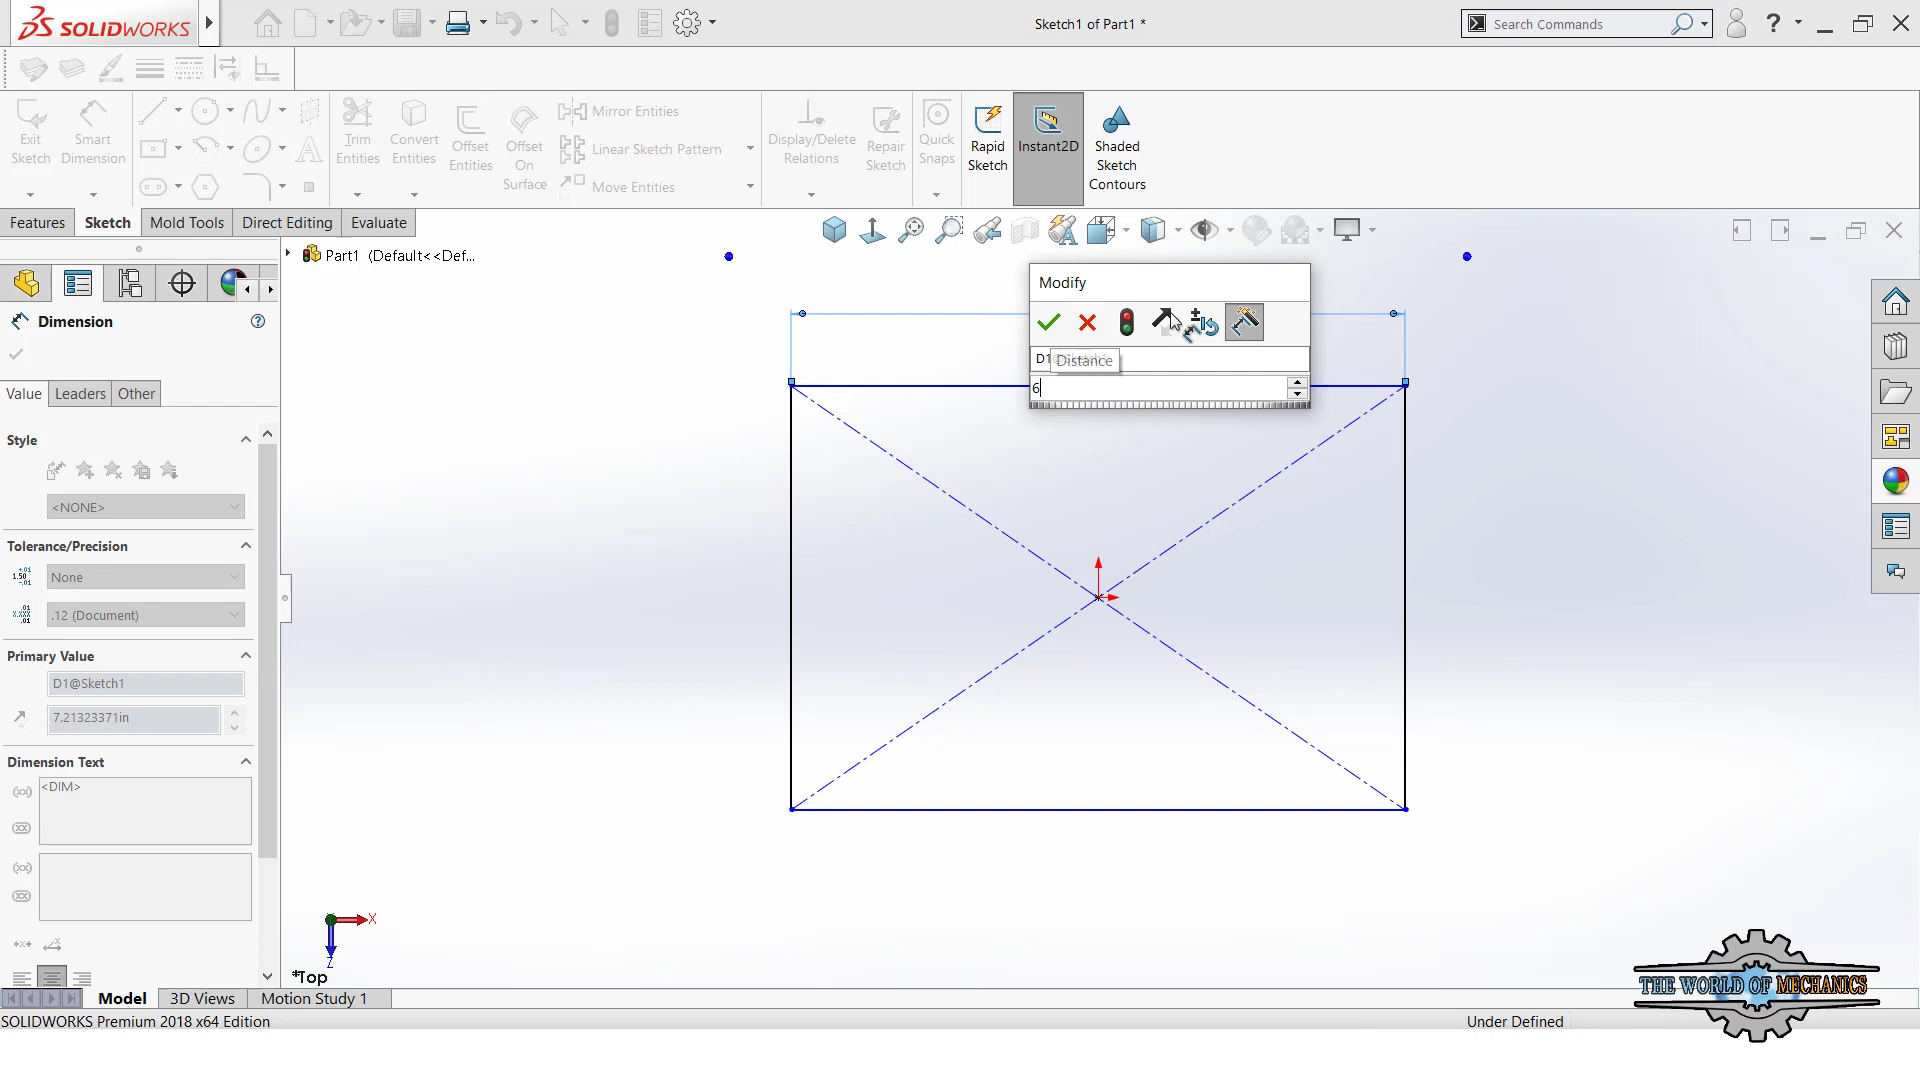 SOLIDWORKS
Sketch1 of Part1 *
Search Commands
?
Exit Sketch
Smart Dimension
Trim Entities
Convert Entities
Offset Entities
Offset On Surface
Mirror Entities
Linear Sketch Pattern
Move Entities
Display/Delete Relations
Repair Sketch
Quick Snaps
Rapid Sketch
Instant2D
Shaded Sketch Contours
Features
Sketch
Mold Tools
Direct Editing
Evaluate
Part1 (Default<<Def...
Dimension
Value
Leaders
Other
Style
<NONE>
Tolerance/Precision
None
.12 (Document)
Primary Value
D1@Sketch1
7.21323371in
Dimension Text
<DIM>
Modify
D1
Distance
6
X
Z
*Top
Model
3D Views
Motion Study 1
SOLIDWORKS Premium 2018 x64 Edition
Under Defined
THE WORLD OF MECHANICS